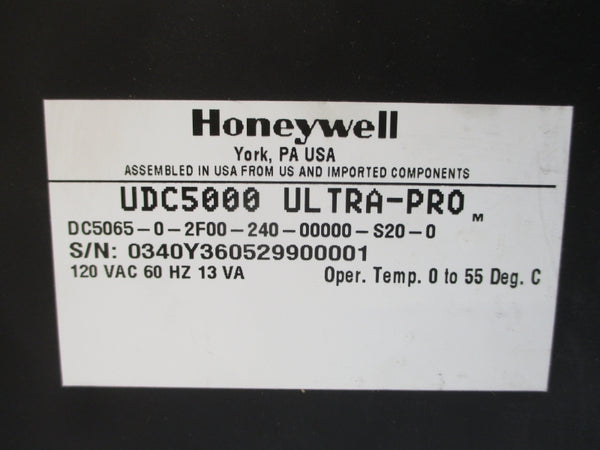 Honeywell
York, PA USA
ASSEMBLED IN USA FROM US AND IMPORTED COMPONENTS
UDC5000 ULTRA-PRO M
DC5065-0-2F00-240-00000-S20-0
S/N: 0340Y360529900001
120 VAC 60 HZ 13 VA Oper. Temp. 0 to 55 Deg. C